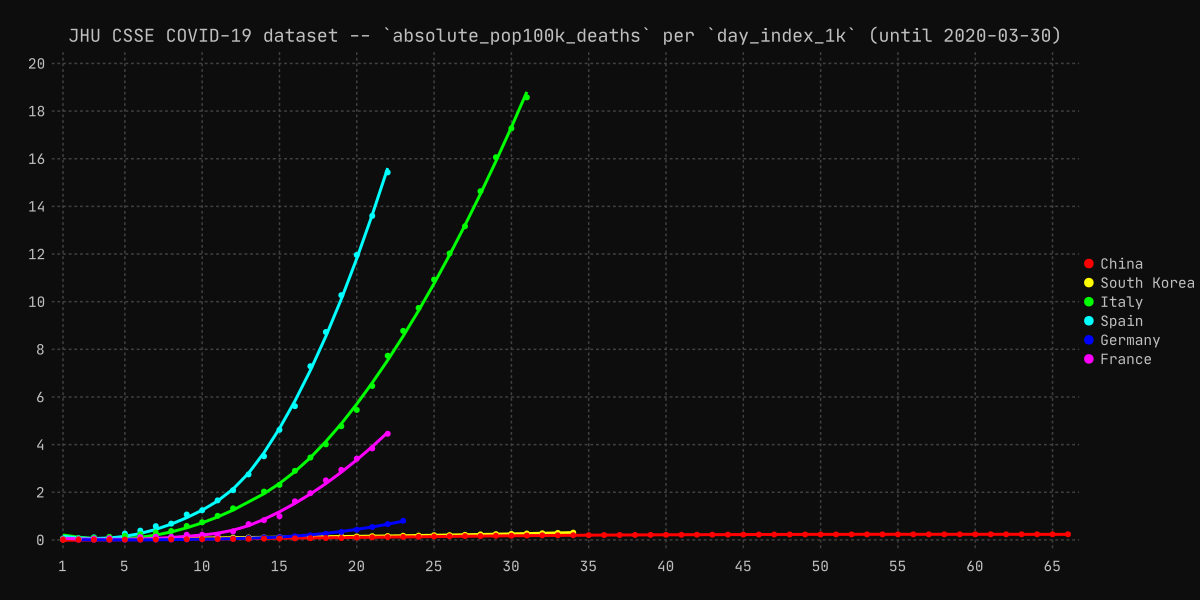 JHU CSSE COVID-19 dataset -- `absolute_pop100k_deaths` per `day_index_1k` (until 2020-03-30)
20
18
16
14
12
10
8
6
4
2
0
1 5 10 15 20 25 30 35 40 45 50 55 60 65
China
South Korea
Italy
Spain
Germany
France